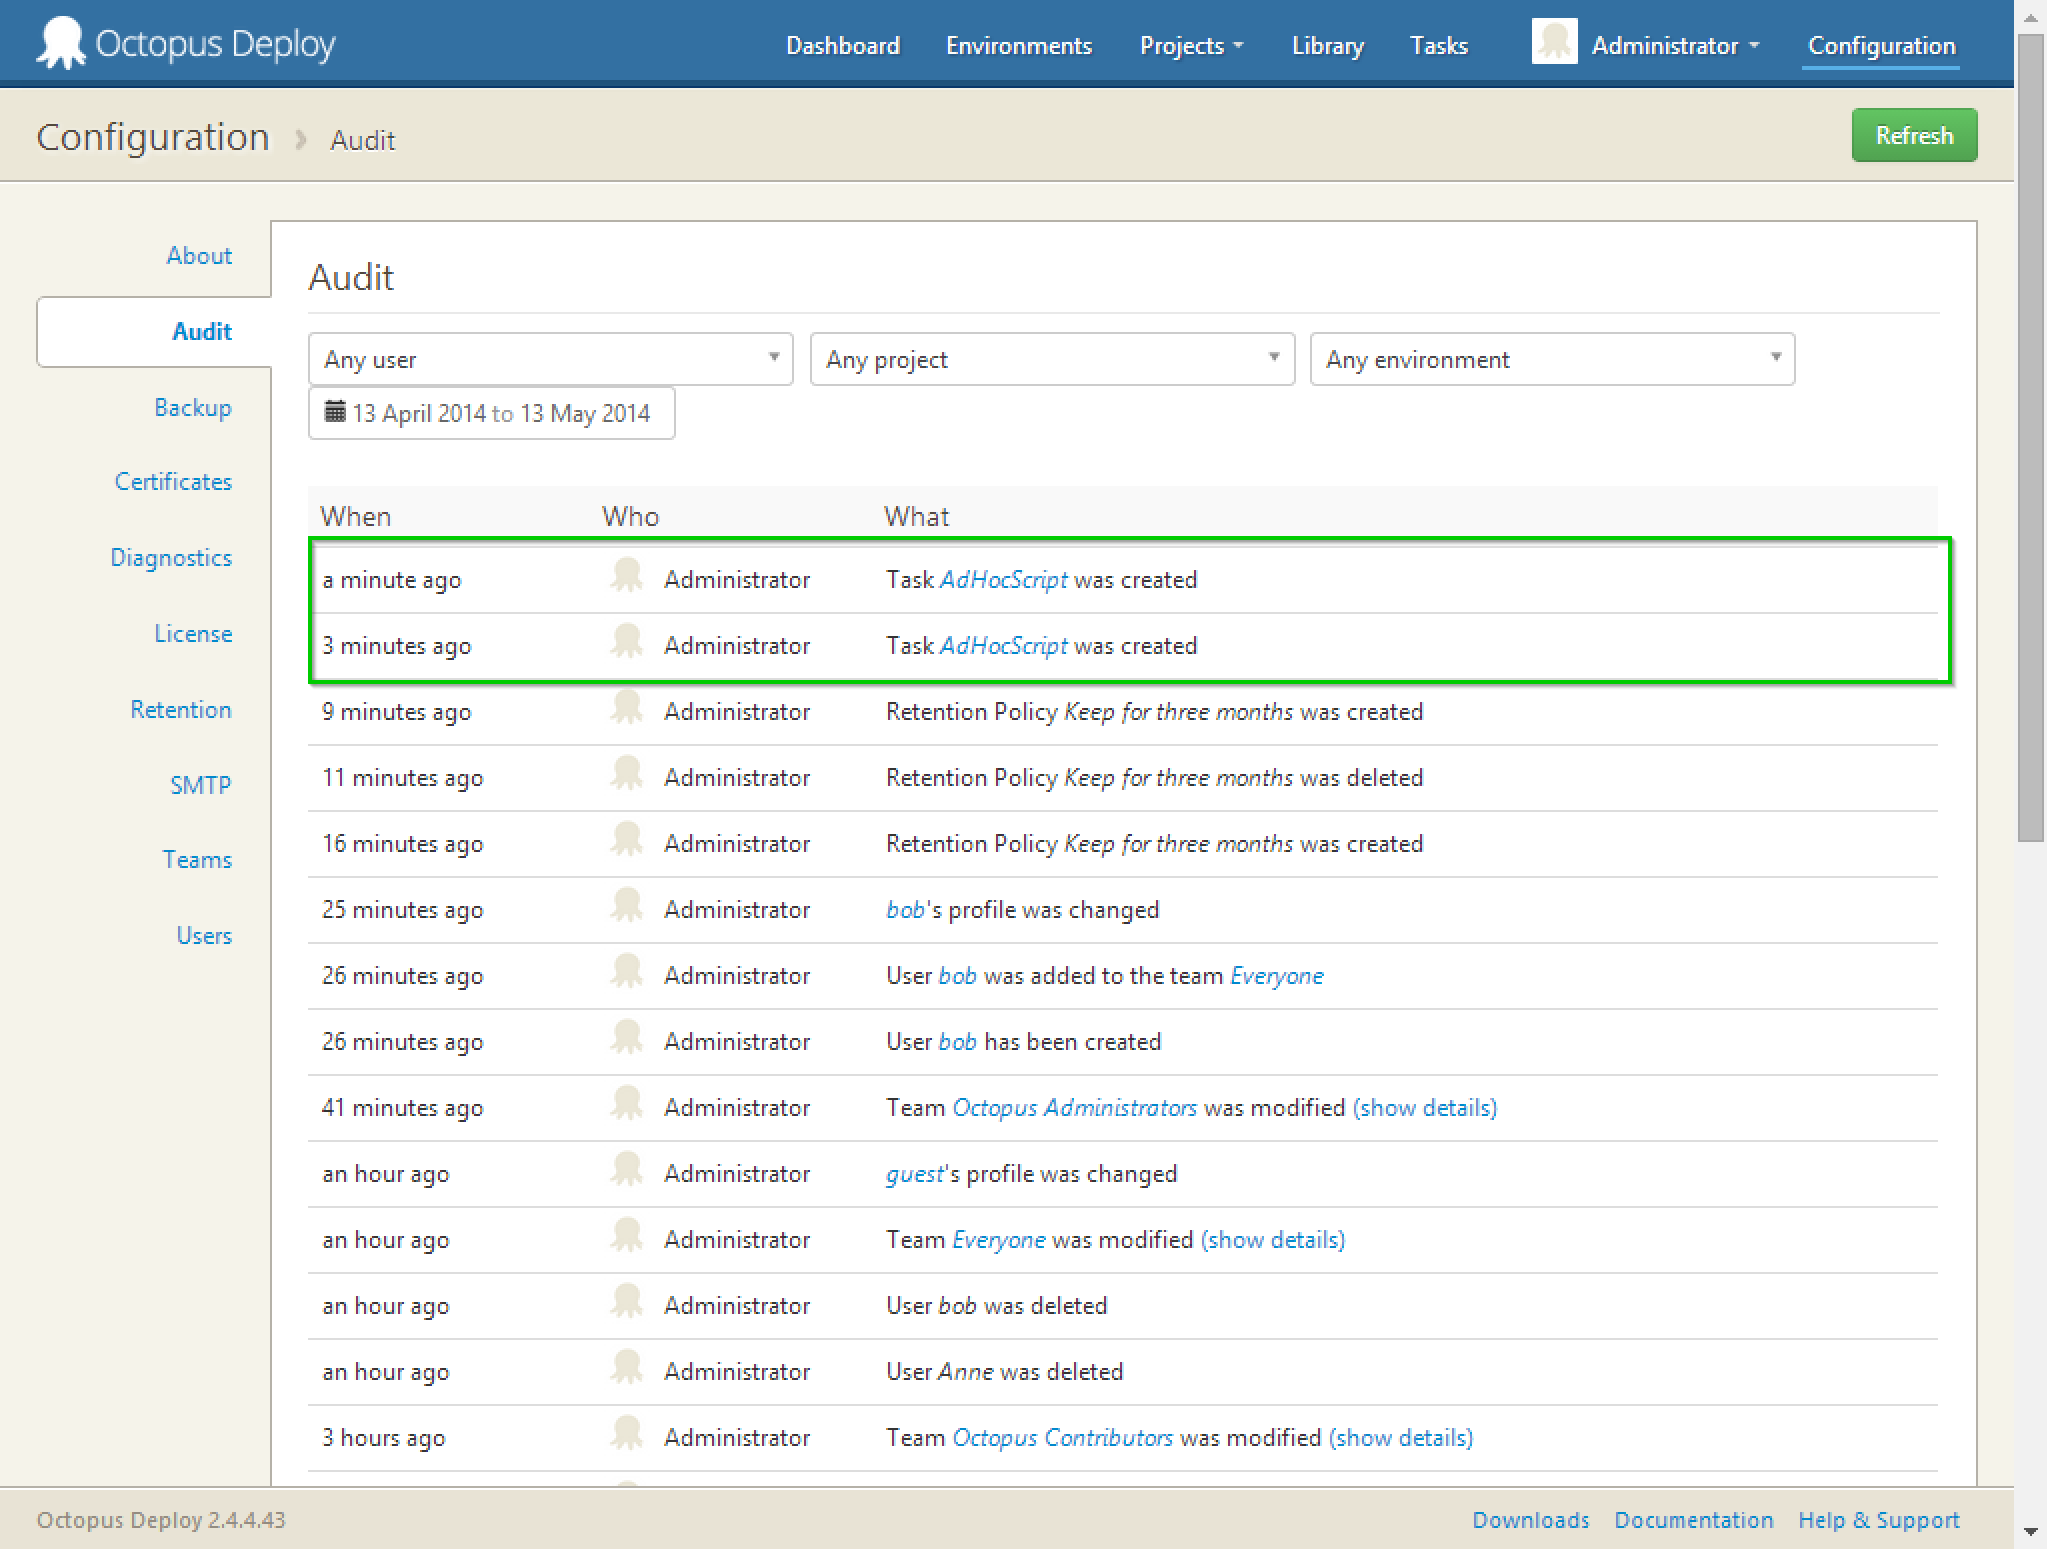 Octopus Deploy
Dashboard Environments Projects Library Tasks Administrator Configuration
Configuration Audit Refresh
About
Audit
Backup
Certificates
Diagnostics
License
Retention
SMTP
Teams
Users
Audit
Any user Any project Any environment
13 April 2014 to 13 May 2014
When Who What
a minute ago Administrator Task AdHocScript was created
3 minutes ago Administrator Task AdHocScript was created
9 minutes ago Administrator Retention Policy Keep for three months was created
11 minutes ago Administrator Retention Policy Keep for three months was deleted
16 minutes ago Administrator Retention Policy Keep for three months was created
25 minutes ago Administrator bob's profile was changed
26 minutes ago Administrator User bob was added to the team Everyone
26 minutes ago Administrator User bob has been created
41 minutes ago Administrator Team Octopus Administrators was modified (show details)
an hour ago Administrator guest's profile was changed
an hour ago Administrator Team Everyone was modified (show details)
an hour ago Administrator User bob was deleted
an hour ago Administrator User Anne was deleted
3 hours ago Administrator Team Octopus Contributors was modified (show details)
Octopus Deploy 2.4.4.43 Downloads Documentation Help & Support